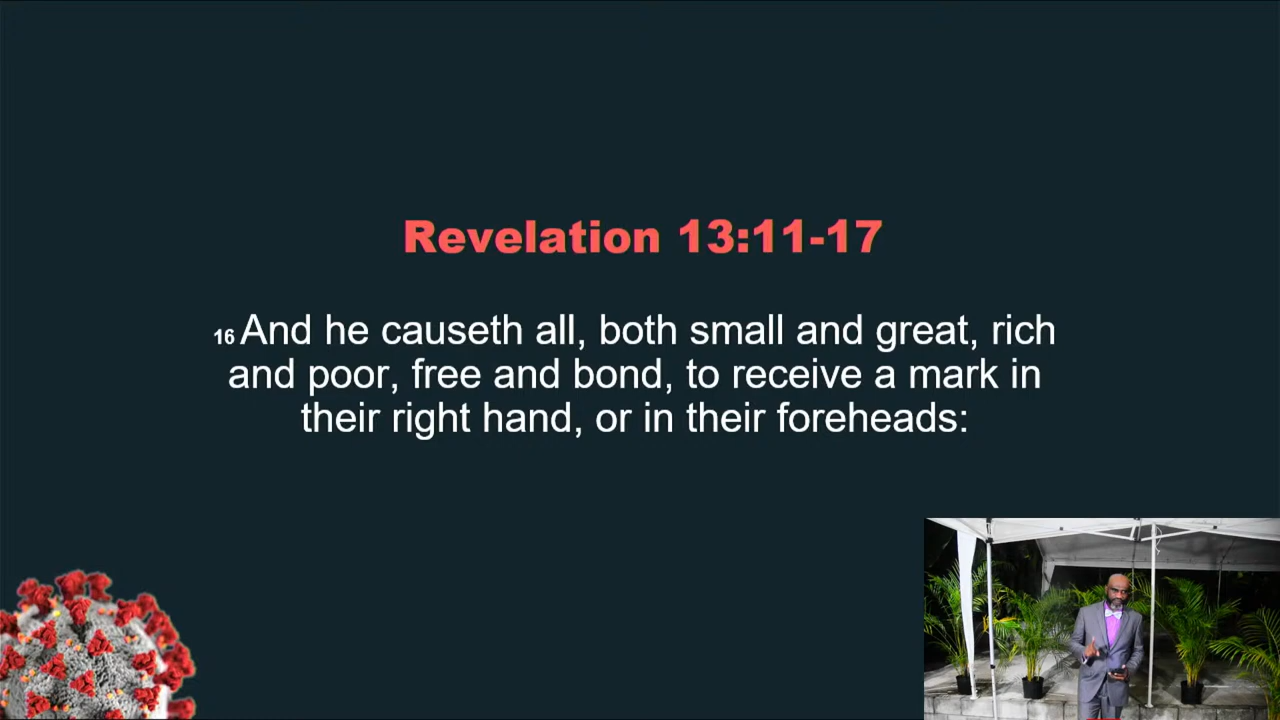 Revelation 13:11-17
16 And he causeth all, both small and great, rich
and poor, free and bond, to receive a mark in
their right hand, or in their foreheads: